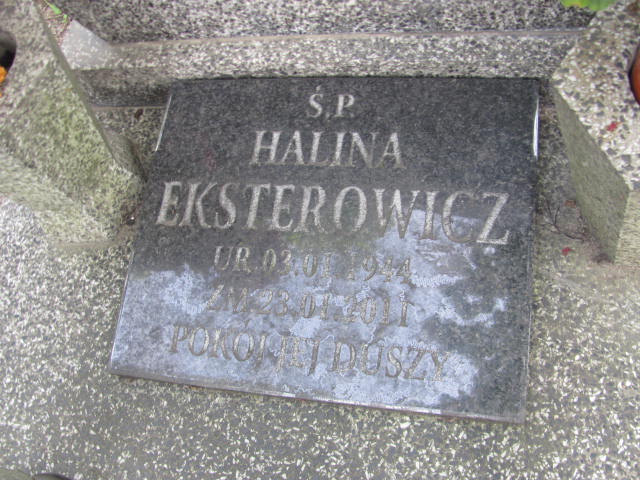 Ś.P.
HALINA
EKSTEROWICZ
UR.03.01.1944
ZM.23.01.2011
POKÓJ JEJ DUSZY